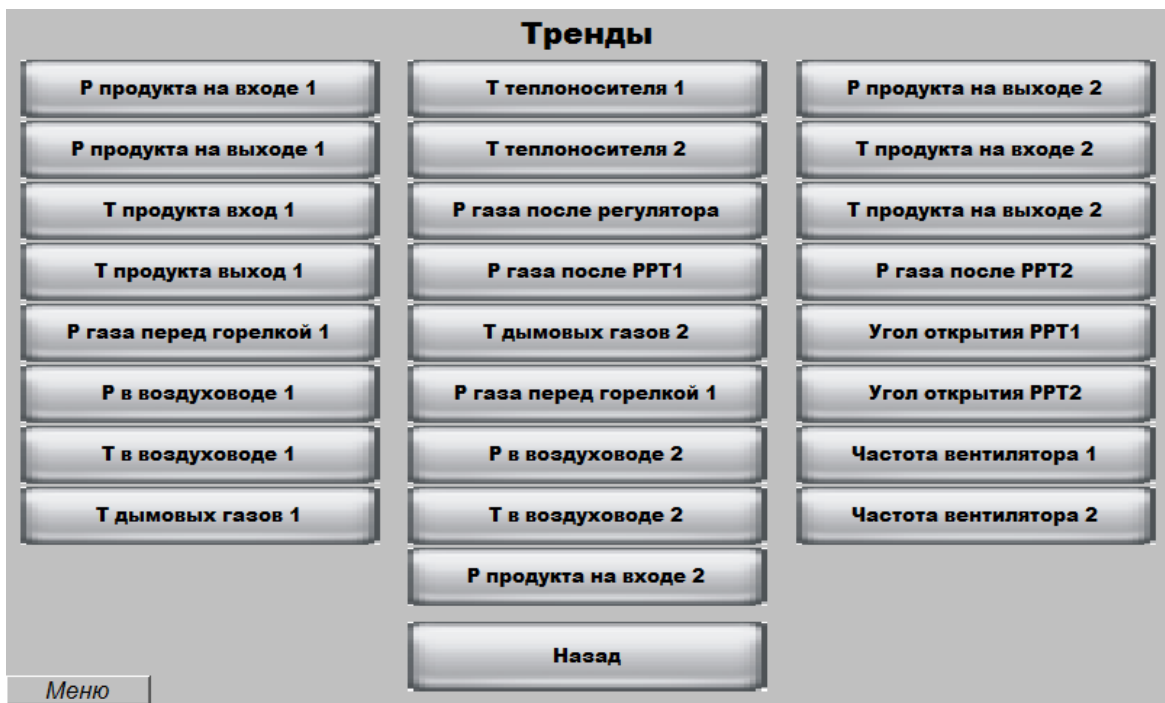 Тренды
Р продукта на входе 1
Р продукта на выходе 1
Т продукта вход 1
Т продукта выход 1
Р газа перед горелкой 1
Р в воздуховоде 1
Т в воздуховоде 1
Т дымовых газов 1
Т теплоносителя 1
Т теплоносителя 2
Р газа после регулятора
Р газа после РРТ1
Т дымовых газов 2
Р газа перед горелкой 1
Р в воздуховоде 2
Т в воздуховоде 2
Р продукта на входе 2
Р продукта на выходе 2
Т продукта на входе 2
Т продукта на выходе 2
Р газа после РРТ2
Угол открытия РРТ1
Угол открытия РРТ2
Частота вентилятора 1
Частота вентилятора 2
Назад
Меню